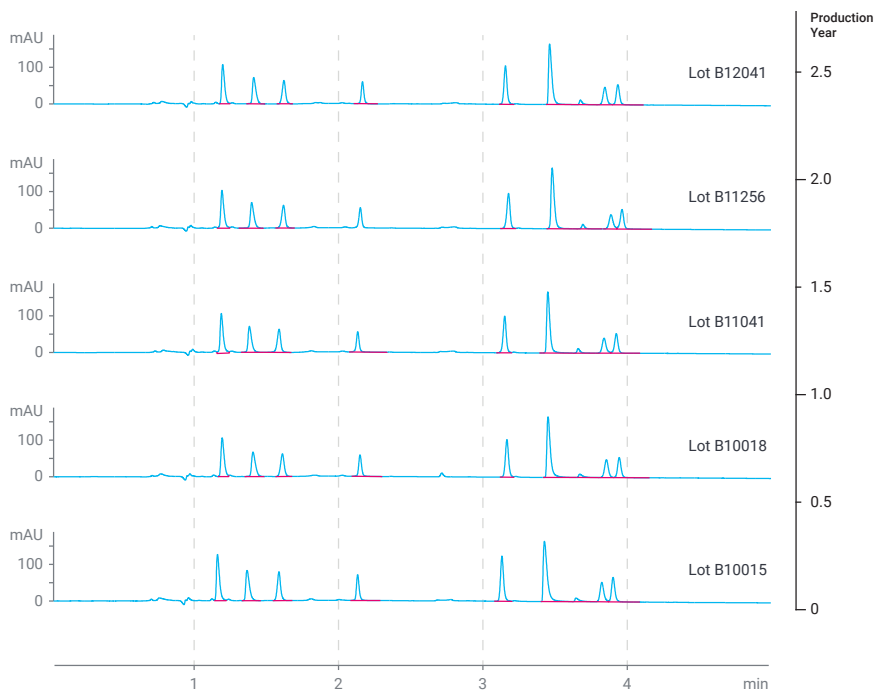 Production
Year
mAU
100
0
Lot B12041
2.5
mAU
100
0
Lot B11256
2.0
mAU
100
0
Lot B11041
1.5
mAU
100
0
Lot B10018
1.0
0.5
mAU
100
0
Lot B10015
0
1 2 3 4 min